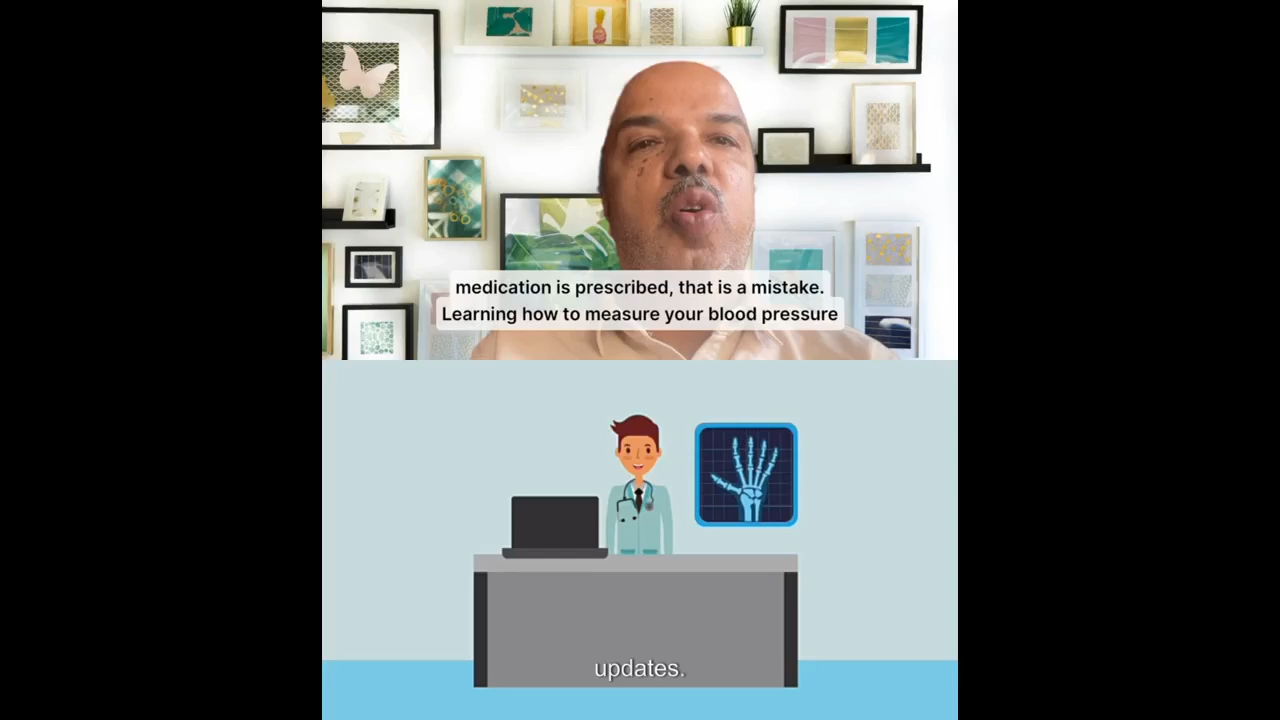 medication is prescribed, that is a mistake.
Learning how to measure your blood pressure
updates.